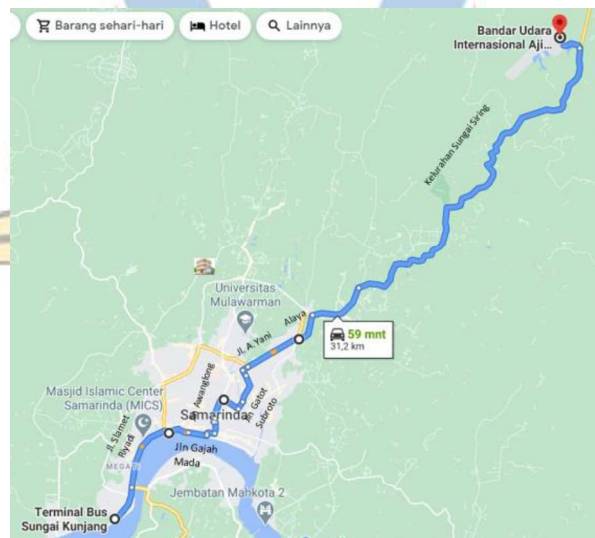 Barang sehari-hari
Hotel
Lainnya
Bandar Udara
Internasional Aji...
Kelurahan Sungai Siring
Universitas
Mulawarman
Alaya
Jl. A. Yani
59 mnt
31,2 km
Awanglong
Masjid Islamic Center
Samarinda (MICS)
Samarinda
Jln Gatot
Subroto
Jl. Slamet
Riyadi
Jln Gajah
Mada
Jembatan Mahkota 2
Terminal Bus
Sungai Kunjang